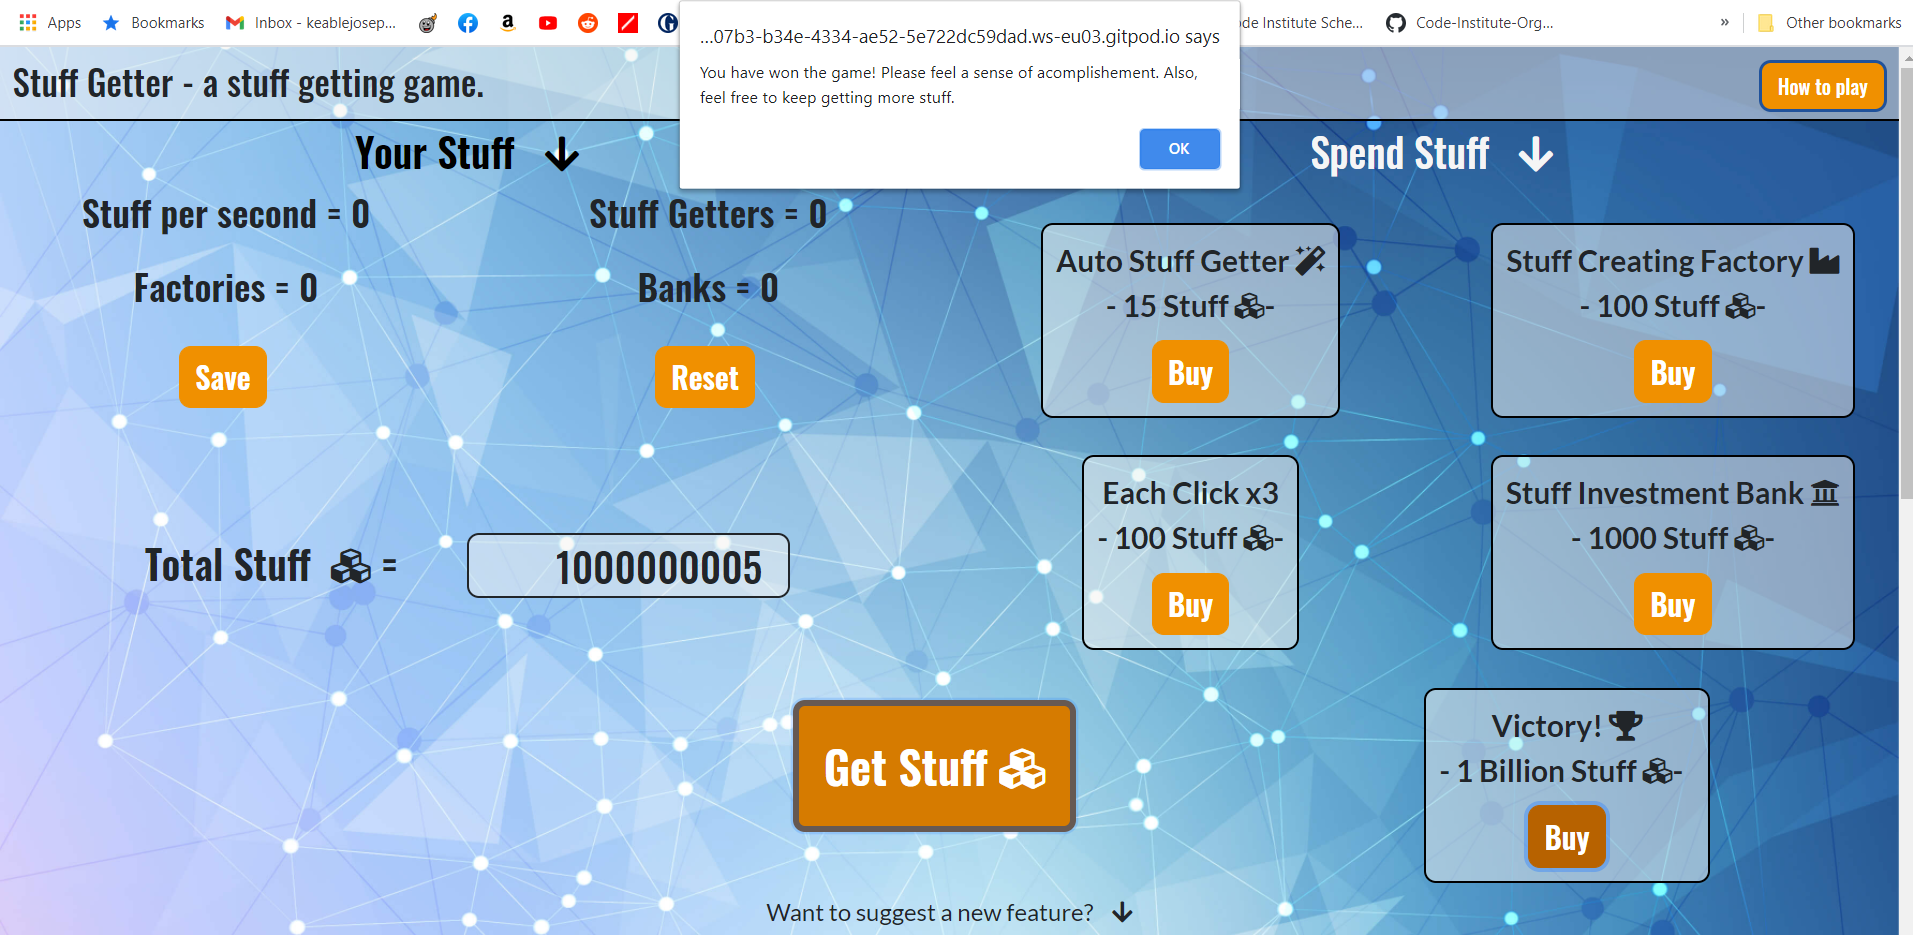 Apps
Bookmarks
Inbox - keablejosep...
ode Institute Sche...
Code-Institute-Org...
»
Other bookmarks
...07b3-b34e-4334-ae52-5e722dc59dad.ws-eu03.gitpod.io says
You have won the game! Please feel a sense of acomplishement. Also,
feel free to keep getting more stuff.
OK
Stuff Getter - a stuff getting game.
How to play
Your Stuff
Stuff per second = 0
Stuff Getters = 0
Factories = 0
Banks = 0
Save
Reset
Total Stuff =
1000000005
Get Stuff
Spend Stuff
Auto Stuff Getter
- 15 Stuff -
Buy
Stuff Creating Factory
- 100 Stuff -
Buy
Each Click x3
- 100 Stuff -
Buy
Stuff Investment Bank
- 1000 Stuff -
Buy
Victory!
- 1 Billion Stuff -
Buy
Want to suggest a new feature?